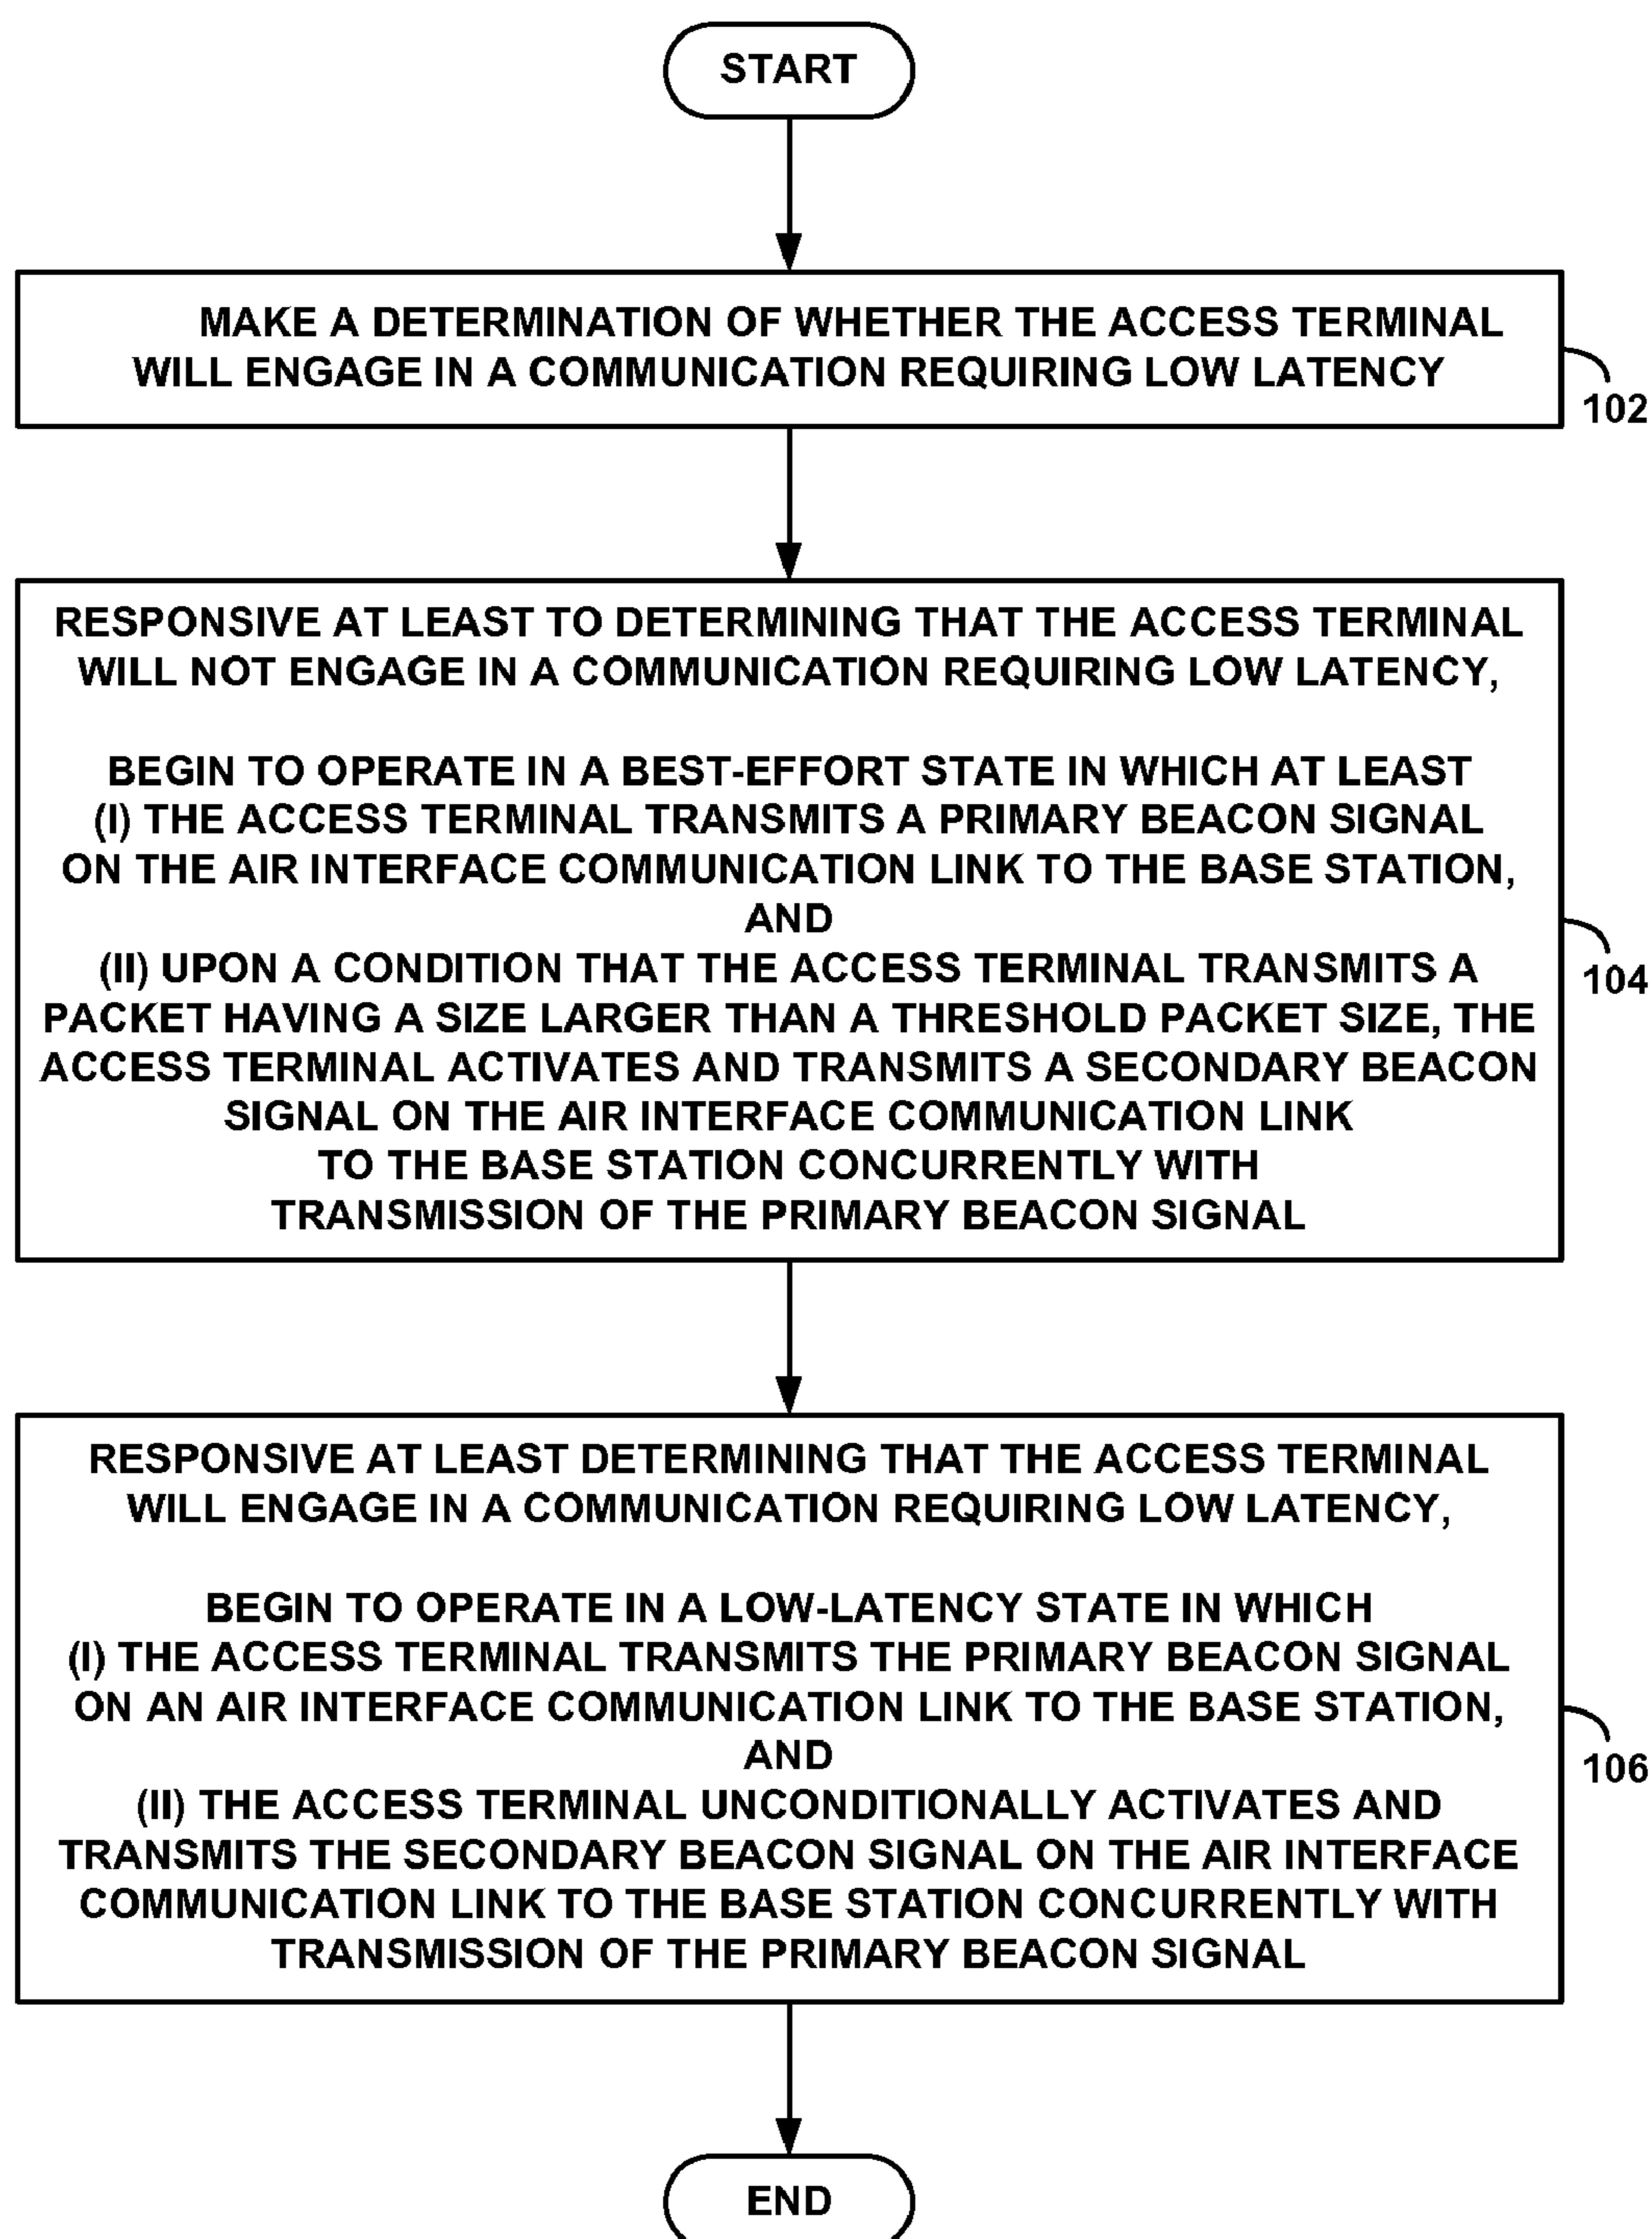 START
MAKE A DETERMINATION OF WHETHER THE ACCESS TERMINAL
WILL ENGAGE IN A COMMUNICATION REQUIRING LOW LATENCY
102
RESPONSIVE AT LEAST TO DETERMINING THAT THE ACCESS TERMINAL
WILL NOT ENGAGE IN A COMMUNICATION REQUIRING LOW LATENCY,
BEGIN TO OPERATE IN A BEST-EFFORT STATE IN WHICH AT LEAST
(I) THE ACCESS TERMINAL TRANSMITS A PRIMARY BEACON SIGNAL
ON THE AIR INTERFACE COMMUNICATION LINK TO THE BASE STATION,
AND
(II) UPON A CONDITION THAT THE ACCESS TERMINAL TRANSMITS A
PACKET HAVING A SIZE LARGER THAN A THRESHOLD PACKET SIZE, THE
ACCESS TERMINAL ACTIVATES AND TRANSMITS A SECONDARY BEACON
SIGNAL ON THE AIR INTERFACE COMMUNICATION LINK
TO THE BASE STATION CONCURRENTLY WITH
TRANSMISSION OF THE PRIMARY BEACON SIGNAL
104
RESPONSIVE AT LEAST DETERMINING THAT THE ACCESS TERMINAL
WILL ENGAGE IN A COMMUNICATION REQUIRING LOW LATENCY,
BEGIN TO OPERATE IN A LOW-LATENCY STATE IN WHICH
(I) THE ACCESS TERMINAL TRANSMITS THE PRIMARY BEACON SIGNAL
ON AN AIR INTERFACE COMMUNICATION LINK TO THE BASE STATION,
AND
(II) THE ACCESS TERMINAL UNCONDITIONALLY ACTIVATES AND
TRANSMITS THE SECONDARY BEACON SIGNAL ON THE AIR INTERFACE
COMMUNICATION LINK TO THE BASE STATION CONCURRENTLY WITH
TRANSMISSION OF THE PRIMARY BEACON SIGNAL
106
END